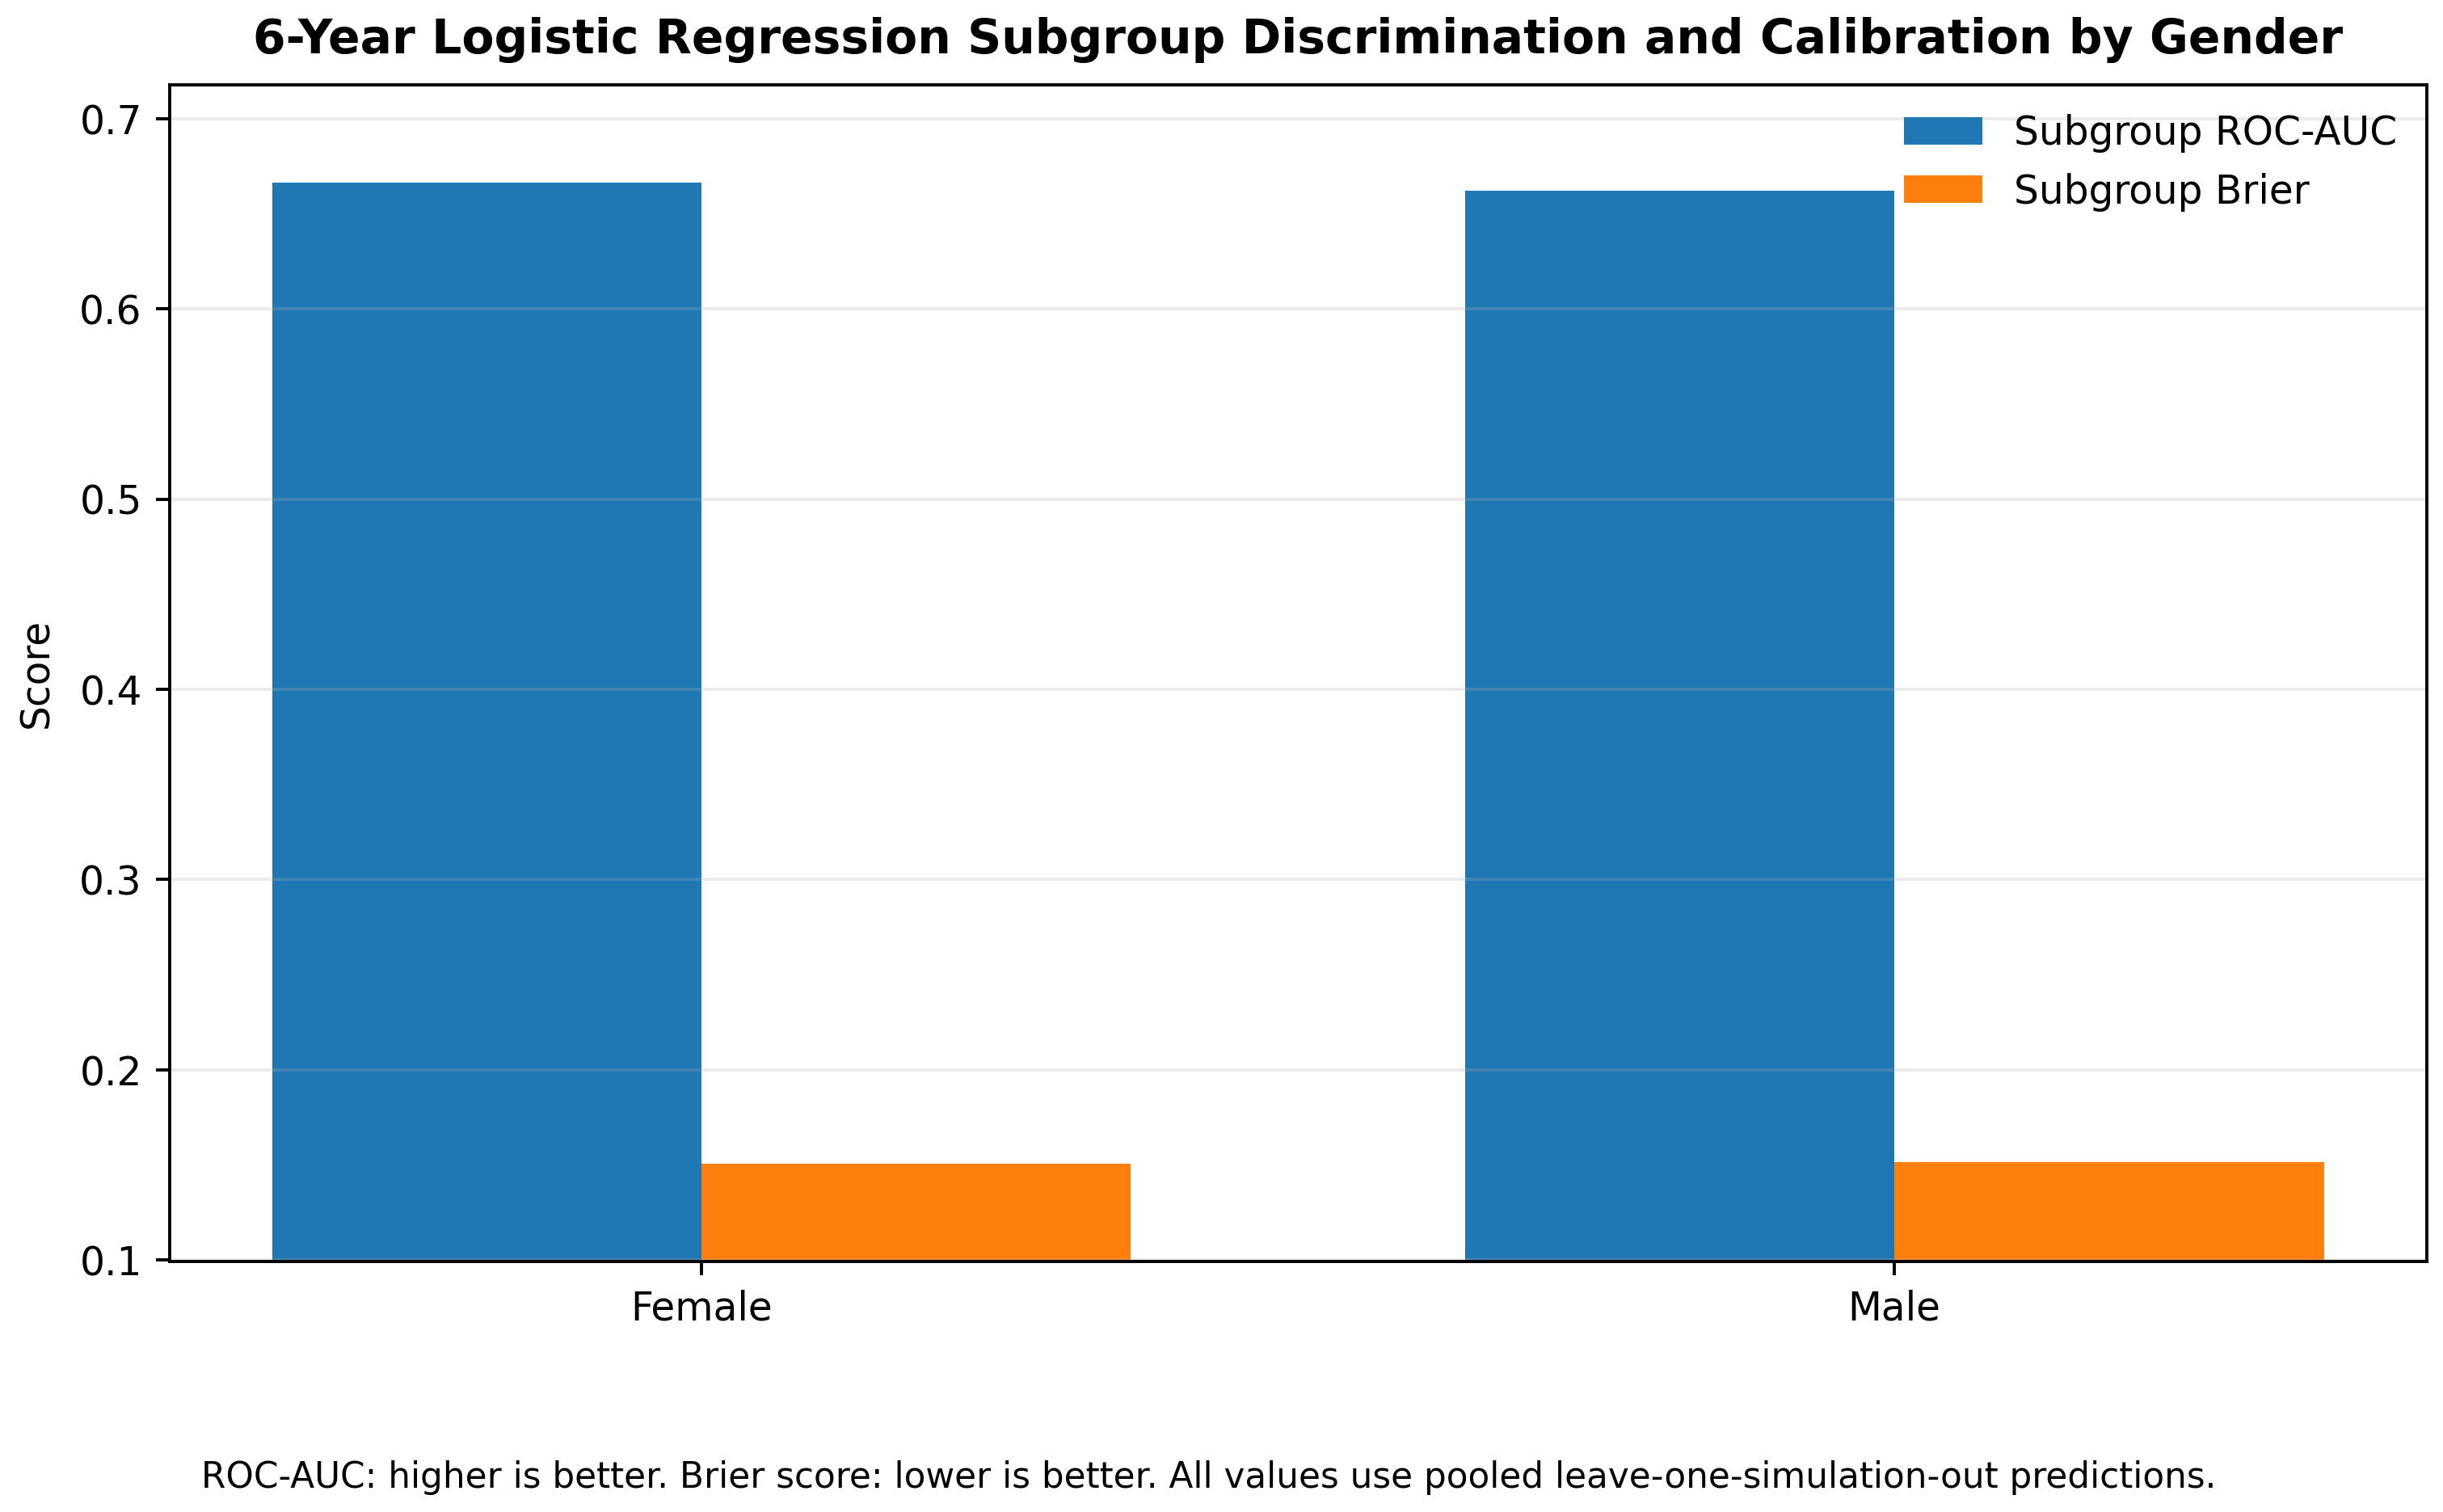 6-Year Logistic Regression Subgroup Discrimination and Calibration by Gender
Subgroup ROC-AUC
Subgroup Brier
Score
0.7
0.6
0.5
0.4
0.3
0.2
0.1
Female
Male
ROC-AUC: higher is better. Brier score: lower is better. All values use pooled leave-one-simulation-out predictions.